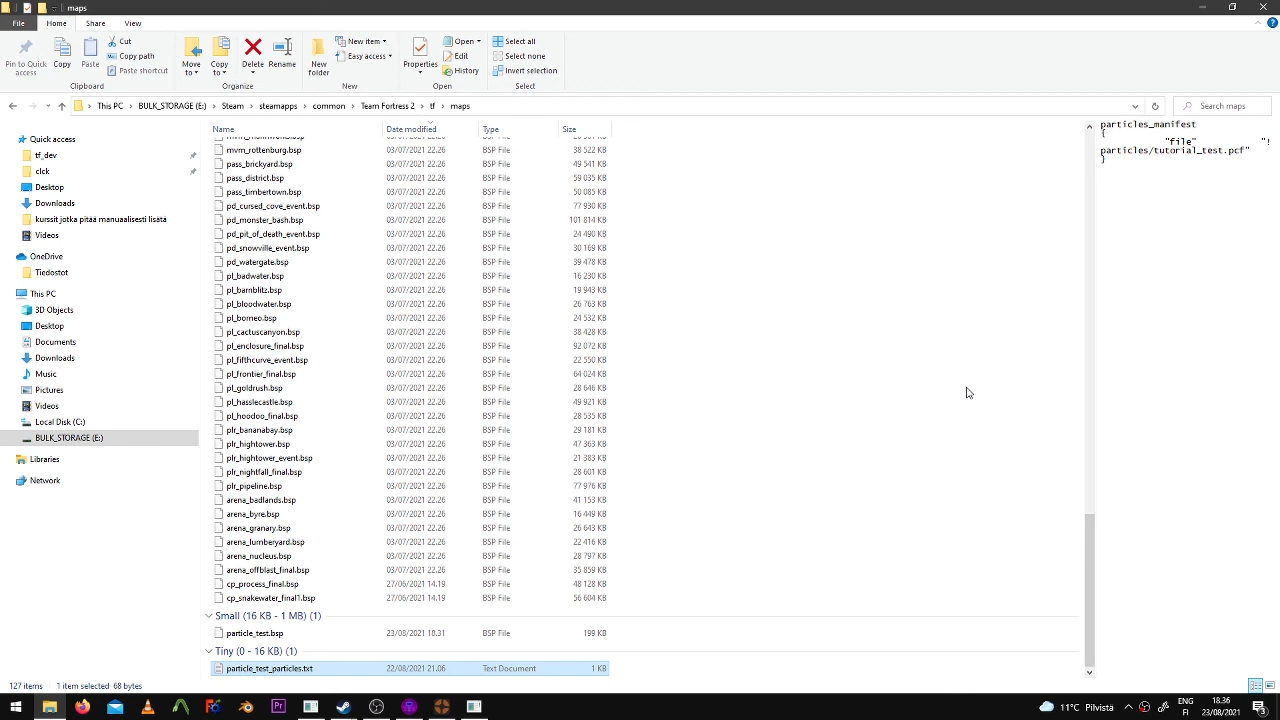 maps
File Home Share View
Pin to Quick access
Copy
Paste
Cut
Copy path
Paste shortcut
Clipboard
Move to
Copy to
Delete
Rename
Organize
New folder
New item
Easy access
New
Properties
Open
Edit
History
Open
Select all
Select none
Invert selection
Select
This PC > BULK_STORAGE (E:) > Steam > steamapps > common > Team Fortress 2 > tf > maps
Search maps
Quick access
tf_dev
clck
Desktop
Downloads
kurssit jotka pitää manuaalisesti lisätä
Videos
OneDrive
Tiedostot
This PC
3D Objects
Desktop
Documents
Downloads
Music
Pictures
Videos
Local Disk (C:)
BULK_STORAGE (E:)
Libraries
Network
Name Date modified Type Size
mvm_rottenburg.bsp 03/07/2021 22.26 BSP File 38 522 KB
pass_brickyard.bsp 03/07/2021 22.26 BSP File 49 541 KB
pass_district.bsp 03/07/2021 22.26 BSP File 59 035 KB
pass_timbertown.bsp 03/07/2021 22.26 BSP File 50 085 KB
pd_cursed_cove_event.bsp 03/07/2021 22.26 BSP File 77 930 KB
pd_monster_bash.bsp 03/07/2021 22.26 BSP File 101 814 KB
pd_pit_of_death_event.bsp 03/07/2021 22.26 BSP File 24 490 KB
pd_snowville_event.bsp 03/07/2021 22.26 BSP File 30 169 KB
pd_watergate.bsp 03/07/2021 22.26 BSP File 39 478 KB
pl_badwater.bsp 03/07/2021 22.26 BSP File 16 230 KB
pl_barnblitz.bsp 03/07/2021 22.26 BSP File 19 943 KB
pl_bloodwater.bsp 03/07/2021 22.26 BSP File 26 763 KB
pl_borneo.bsp 03/07/2021 22.26 BSP File 24 532 KB
pl_cactuscanyon.bsp 03/07/2021 22.26 BSP File 38 428 KB
pl_enclosure_final.bsp 03/07/2021 22.26 BSP File 92 072 KB
pl_fifthcurve_event.bsp 03/07/2021 22.26 BSP File 22 550 KB
pl_frontier_final.bsp 03/07/2021 22.26 BSP File 64 024 KB
pl_goldrush.bsp 03/07/2021 22.26 BSP File 28 646 KB
pl_hasslecastle.bsp 03/07/2021 22.26 BSP File 49 921 KB
pl_hoodoo_final.bsp 03/07/2021 22.26 BSP File 28 535 KB
plr_bananabay.bsp 03/07/2021 22.26 BSP File 29 181 KB
plr_hightower.bsp 03/07/2021 22.26 BSP File 47 363 KB
plr_hightower_event.bsp 03/07/2021 22.26 BSP File 21 383 KB
plr_nightfall_final.bsp 03/07/2021 22.26 BSP File 28 601 KB
plr_pipeline.bsp 03/07/2021 22.26 BSP File 77 976 KB
arena_badlands.bsp 03/07/2021 22.26 BSP File 41 153 KB
arena_byre.bsp 03/07/2021 22.26 BSP File 16 449 KB
arena_granary.bsp 03/07/2021 22.26 BSP File 26 643 KB
arena_lumberyard.bsp 03/07/2021 22.26 BSP File 22 416 KB
arena_nucleus.bsp 03/07/2021 22.26 BSP File 28 797 KB
arena_offblast_final.bsp 03/07/2021 22.26 BSP File 35 859 KB
cp_process_final.bsp 27/06/2021 14.19 BSP File 48 128 KB
cp_snakewater_final1.bsp 27/06/2021 14.19 BSP File 56 604 KB
Small (16 KB - 1 MB) (1)
particle_test.bsp 23/08/2021 18.31 BSP File 199 KB
Tiny (0 - 16 KB) (1)
particle_test_particles.txt 22/08/2021 21.06 Text Document 1 KB
particles_manifest
{
"file" "!
particles/tutorial_test.pcf"
}
127 items 1 item selected 68 bytes
11°C Pilvistä
ENG
FI
18.36
23/08/2021